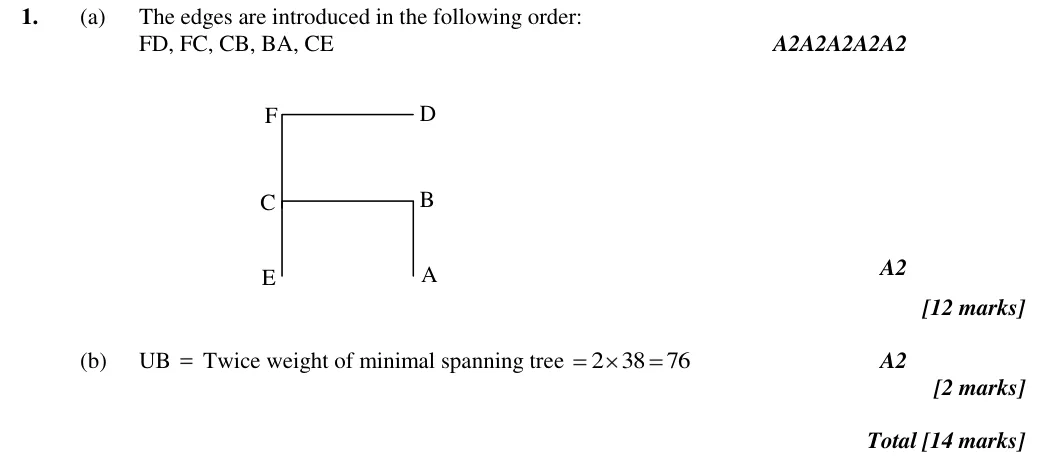 1. (a) The edges are introduced in the following order:
FD, FC, CB, BA, CE A2A2A2A2A2
F D
C B
E A
A2
[12 marks]
(b) UB = Twice weight of minimal spanning tree = 2×38 = 76 A2
[2 marks]
Total [14 marks]